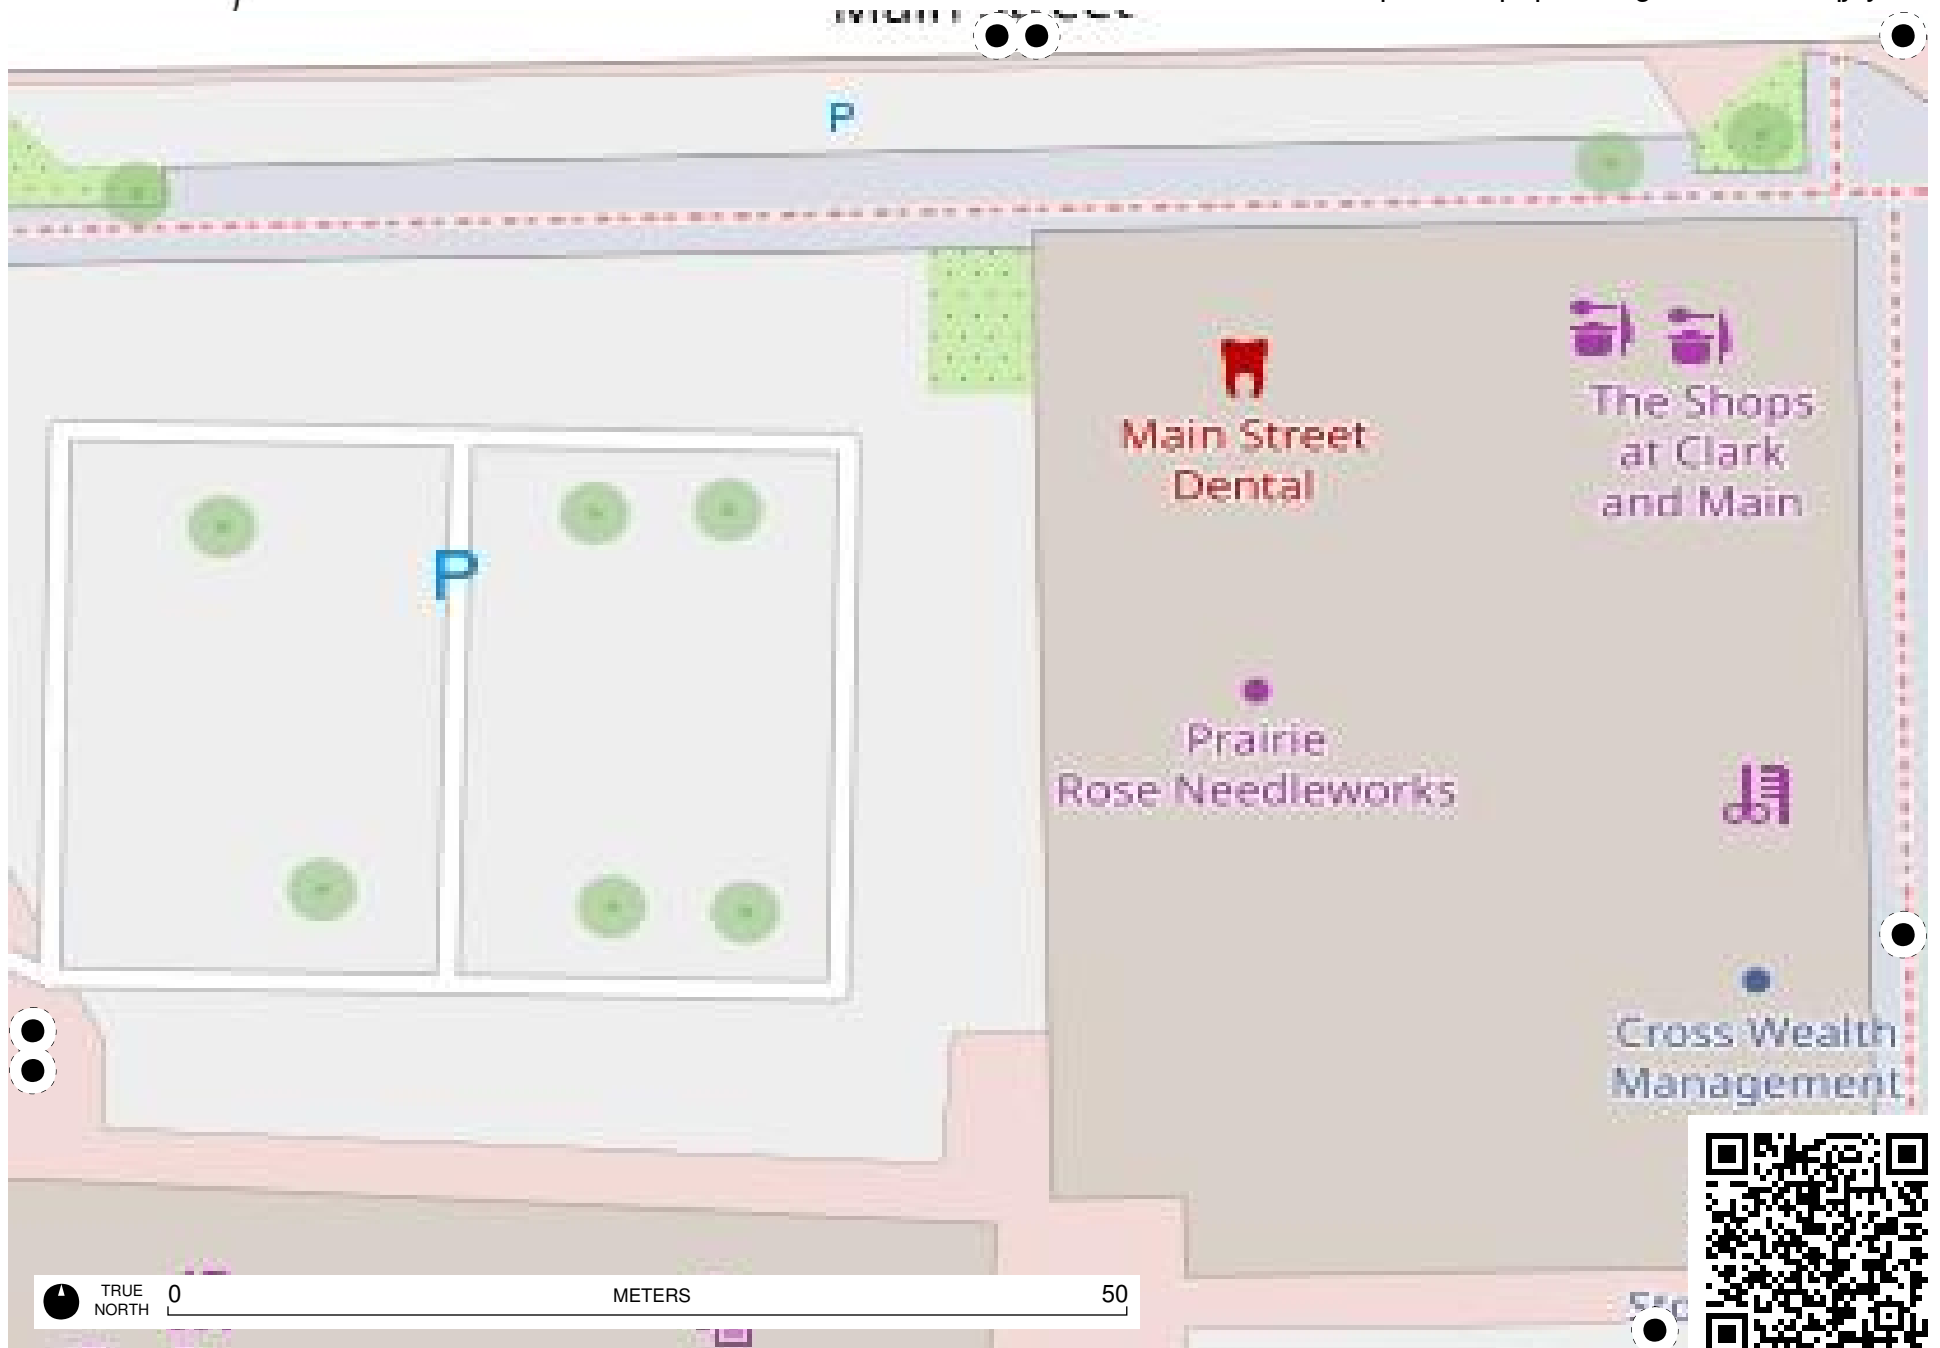 P
Main Street
Dental
The Shops
at Clark
and Main
P
Prairie
Rose Needleworks
Cross Wealth
Management
TRUE
NORTH
0
METERS
50